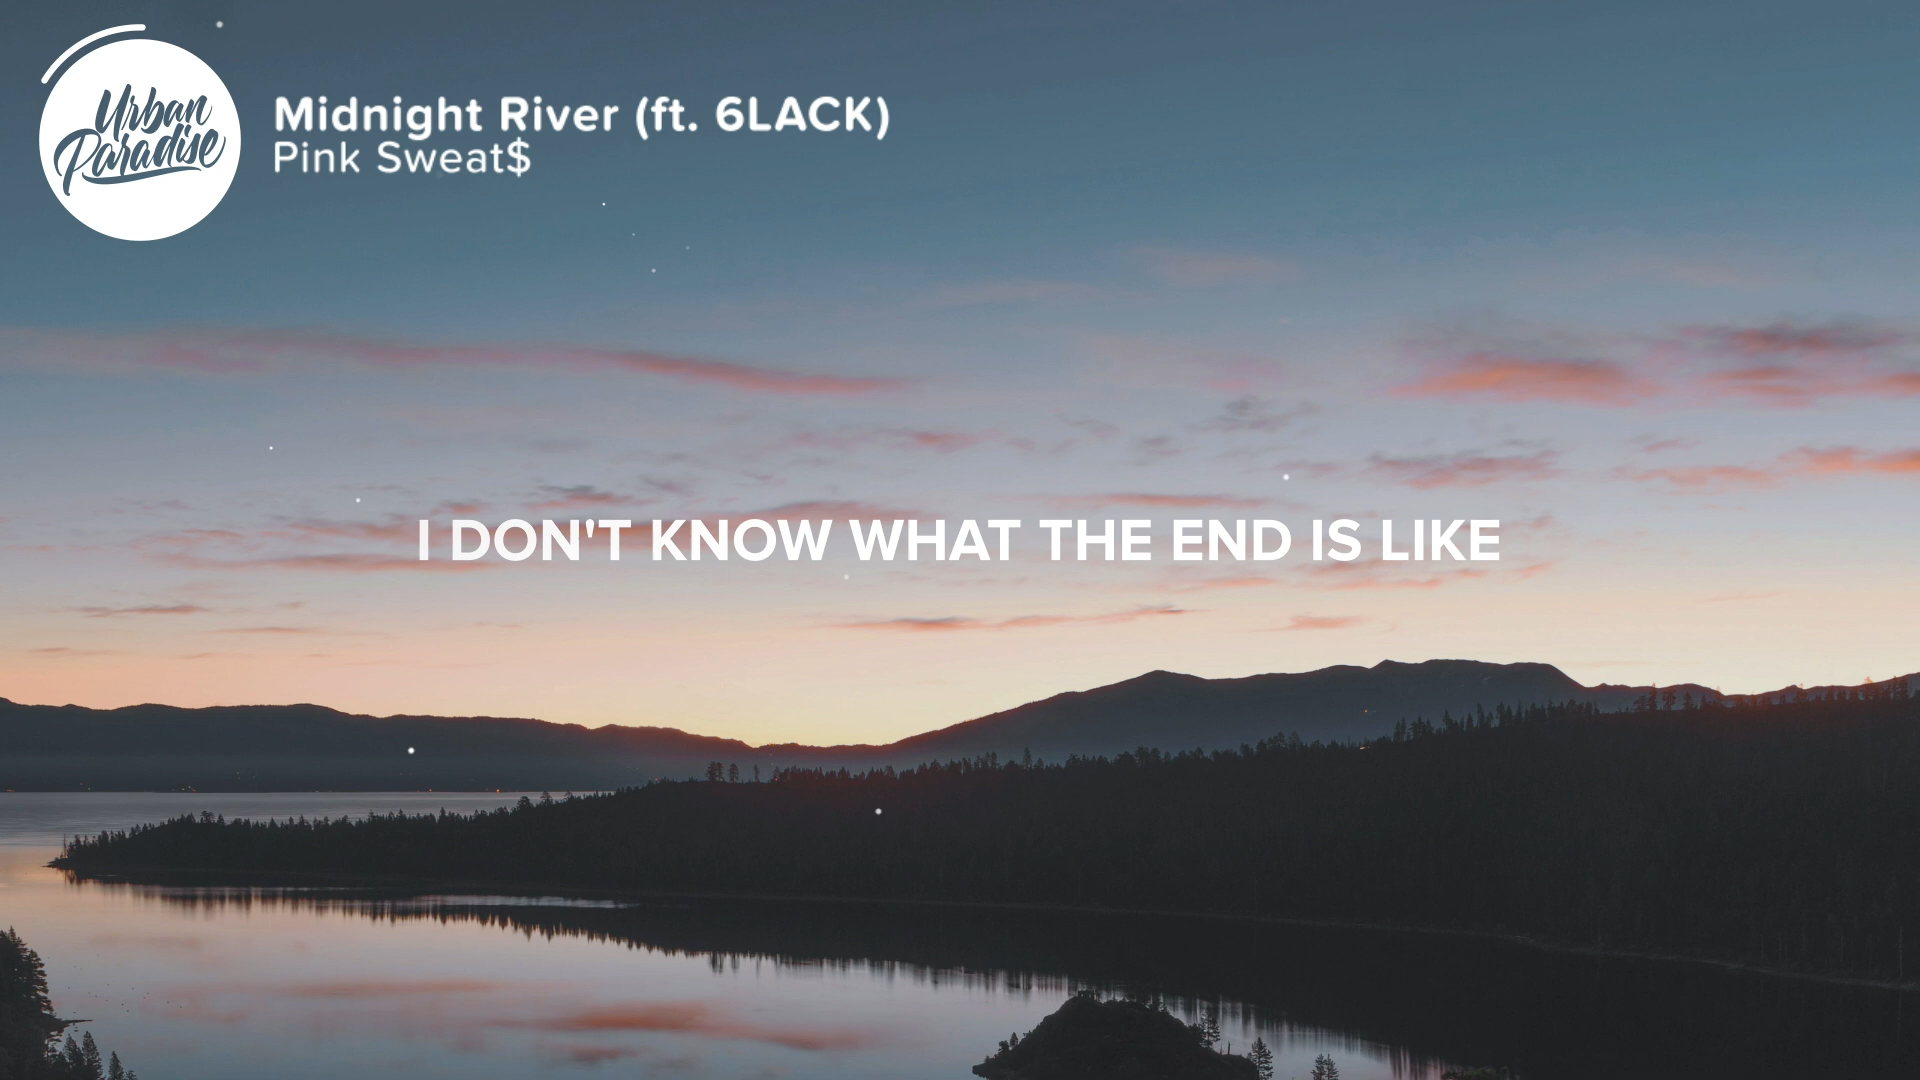 Urban
Paradise
Midnight River (ft. 6LACK)
Pink Sweat$
I DON'T KNOW WHAT THE END IS LIKE